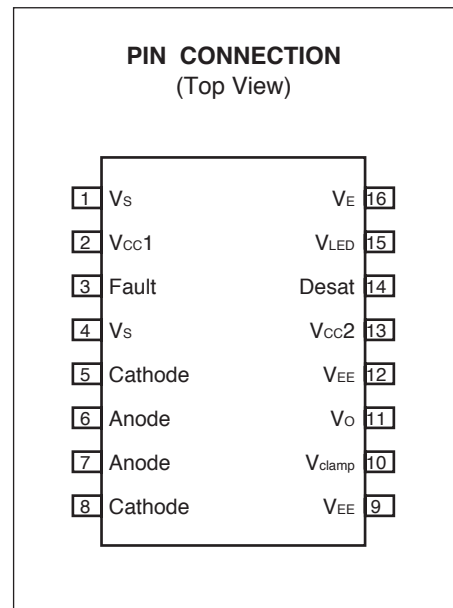 PIN CONNECTION
(Top View)
1 VS VE 16
2 VCC1 VLED 15
3 Fault Desat 14
4 VS VCC2 13
5 Cathode VEE 12
6 Anode VO 11
7 Anode Vclamp 10
8 Cathode VEE 9